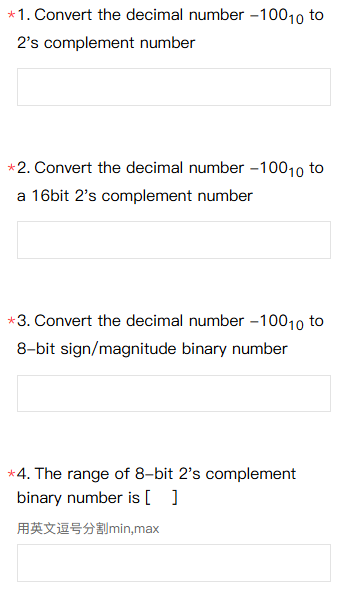 *1. Convert the decimal number -100₁₀ to
2's complement number
*2. Convert the decimal number -100₁₀ to
a 16bit 2's complement number
*3. Convert the decimal number -100₁₀ to
8-bit sign/magnitude binary number
*4. The range of 8-bit 2's complement
binary number is [    ]
用英文逗号分割min,max